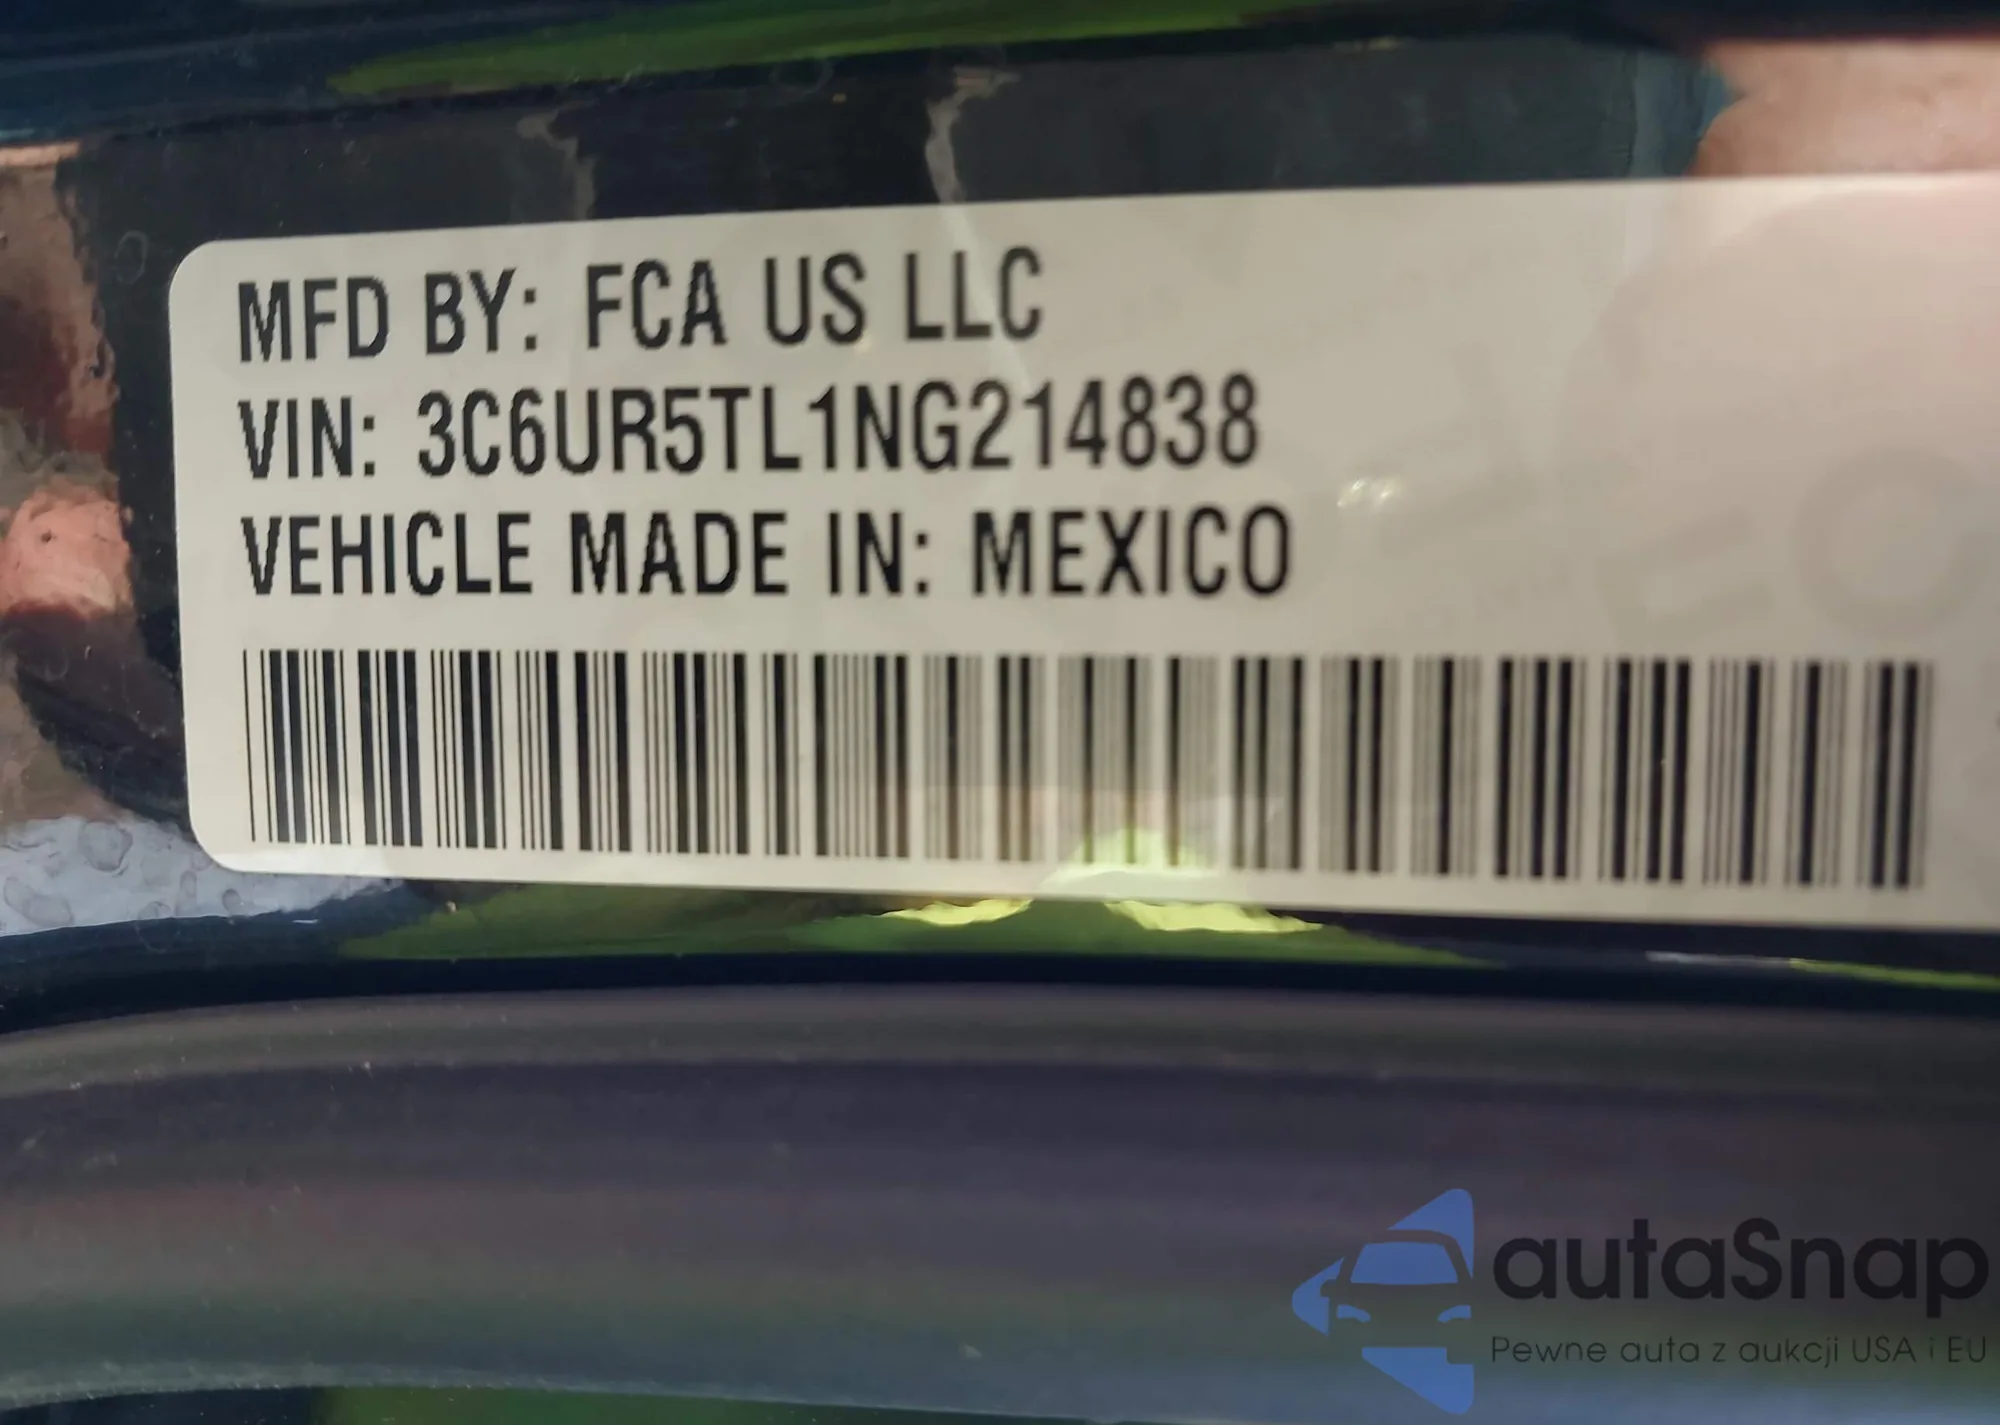 MFD BY: FCA US LLC
VIN: 3C6UR5TL1NG214838
VEHICLE MADE IN: MEXICO
autaSnap
Pewne auta z aukcji USA i EU